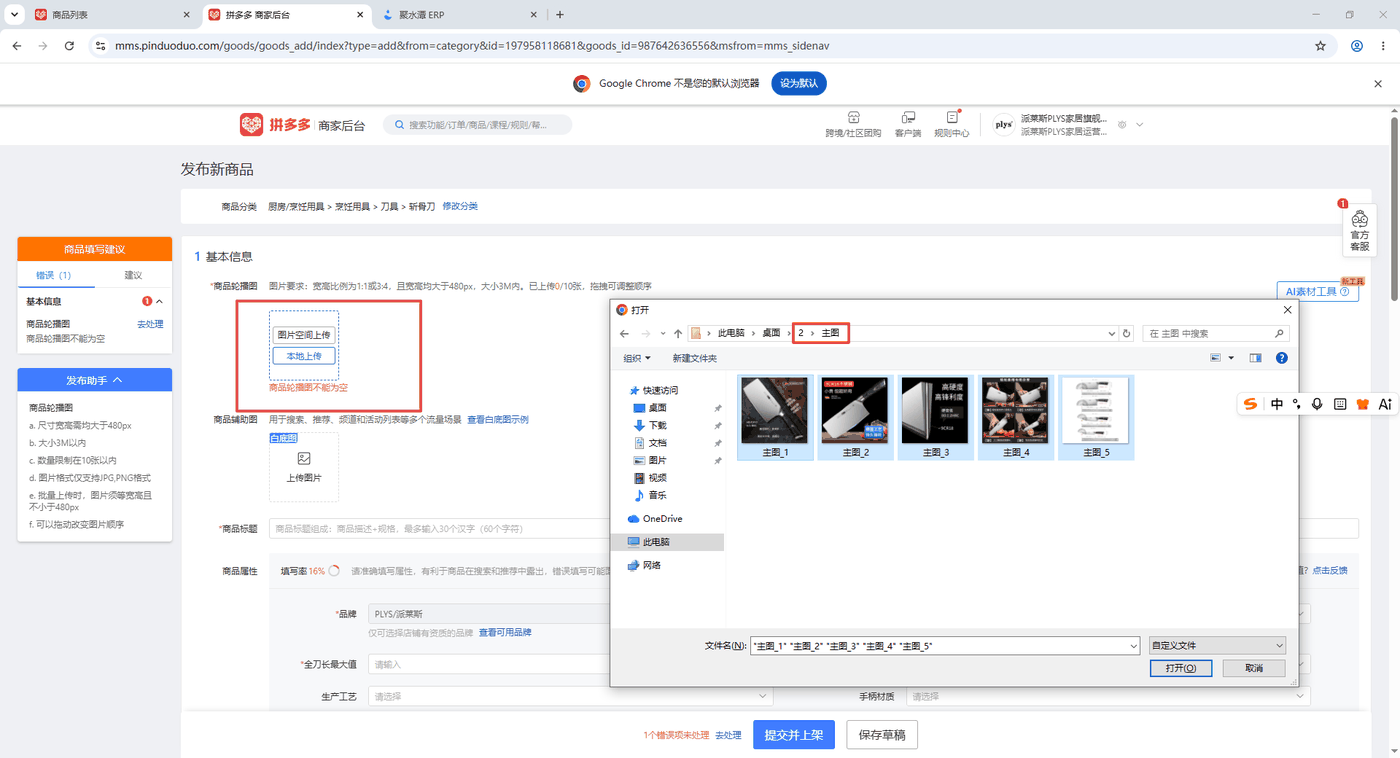 商品列表
拼多多 商家后台
聚水潭 ERP
mms.pinduoduo.com/goods/goods_add/index?type=add&from=category&id=197958118681&goods_id=987642636556&msfrom=mms_sidenav
Google Chrome 不是您的默认浏览器
设为默认
拼多多 商家后台
搜索功能/订单/商品/课程/规则/帮...
跨境/社区团购
客户端
规则中心
plys
派莱斯PLYS家居旗舰...
派莱斯PLYS家居运营...
发布新商品
商品分类 厨房/烹饪用具 > 烹饪用具 > 刀具 > 斩骨刀 修改分类
1
官方
客服
商品填写建议
错误（1） 建议
基本信息 1
商品轮播图 去处理
商品轮播图不能为空
发布助手
商品轮播图
a. 尺寸宽高需均大于480px
b. 大小3M以内
c. 数量限制在10张以内
d. 图片格式仅支持JPG,PNG格式
e. 批量上传时，图片须等宽高且
不小于480px
f. 可以拖动改变图片顺序
1 基本信息
*商品轮播图 图片要求：宽高比例为1:1或3:4，且宽高均大于480px，大小3M内。已上传0/10张，拖拽可调整顺序
新工具
AI素材工具
图片空间上传
本地上传
商品轮播图不能为空
商品辅助图 用于搜索、推荐、频道和活动列表等多个流量场景 查看白底图示例
白底图
上传图片
*商品标题 商品标题组成：商品描述+规格，最多输入30个汉字（60个字符）
商品属性 填写率16% 请准确填写属性，有利于商品在搜索和推荐中露出，错误填写可能面
值？点击反馈
*品牌 PLYS/派莱斯
仅可选择店铺有资质的品牌 查看可用品牌
*全刀长最大值 请输入
生产工艺 请选择
手柄材质 请选择
1个错误项未处理 去处理
提交并上架
保存草稿
打开
此电脑 › 桌面 › 2 › 主图
在 主图 中搜索
组织 新建文件夹
快速访问
桌面
下载
文档
图片
视频
音乐
OneDrive
此电脑
网络
高硬度
高锋利度
主图_1
主图_2
主图_3
主图_4
主图_5
文件名(N): "主图_1" "主图_2" "主图_3" "主图_4" "主图_5"
自定义文件
打开(O)
取消
中
Ai